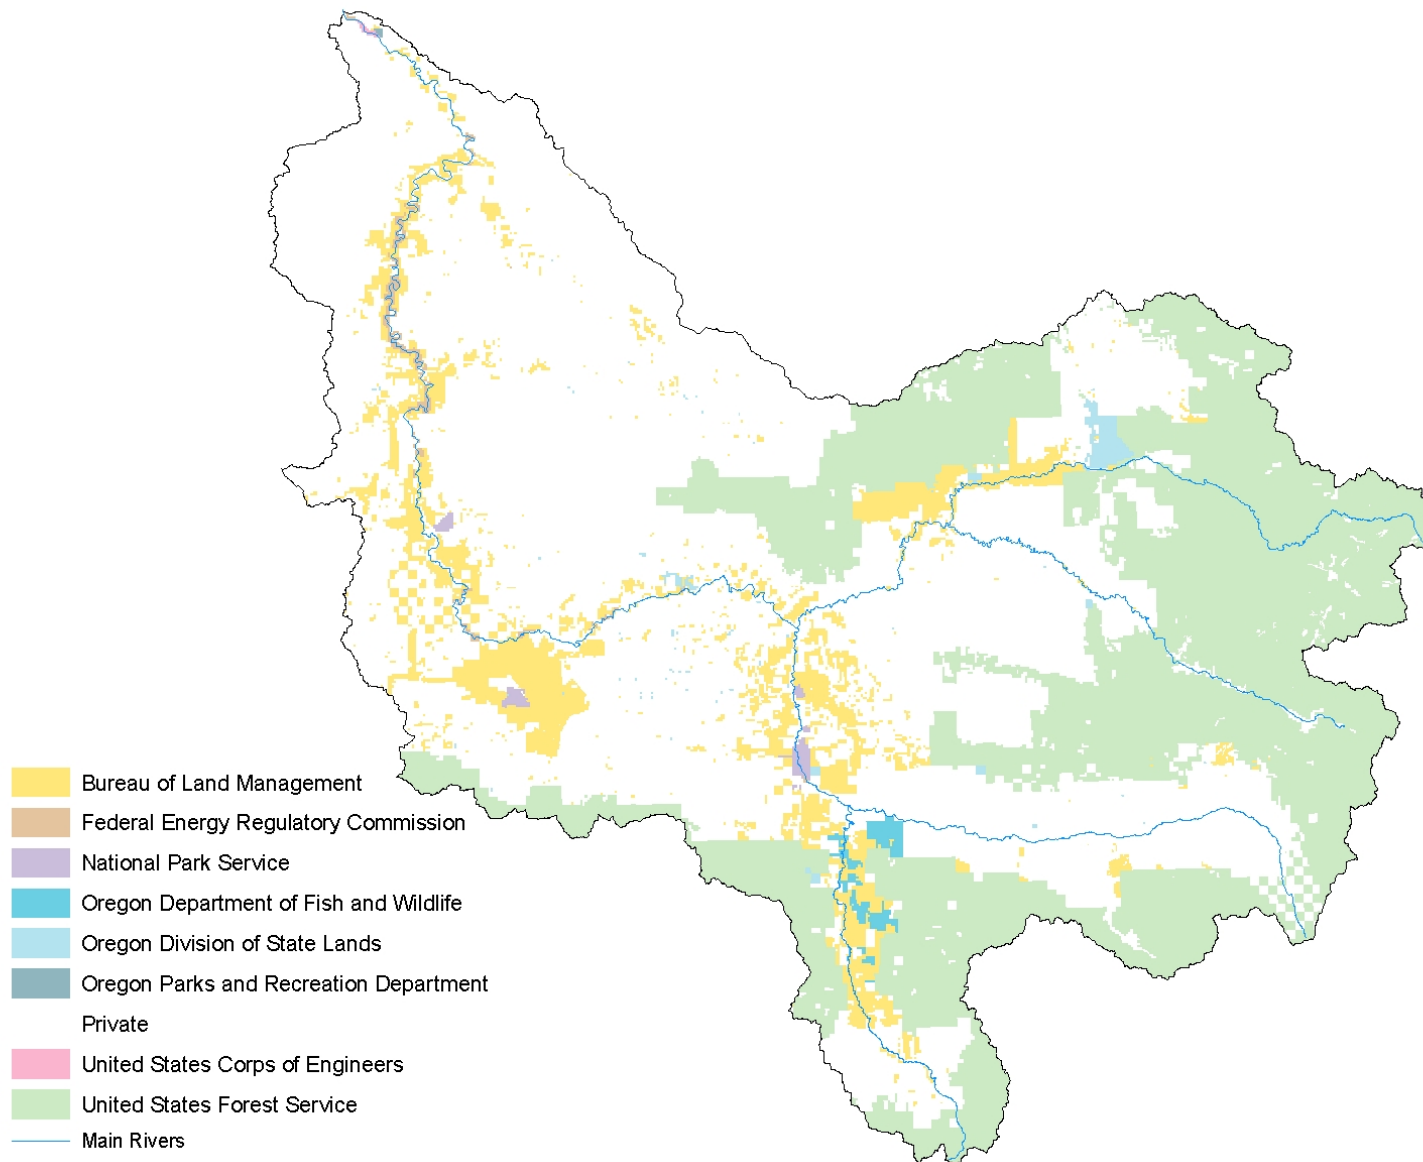 Bureau of Land Management
Federal Energy Regulatory Commission
National Park Service
Oregon Department of Fish and Wildlife
Oregon Division of State Lands
Oregon Parks and Recreation Department
Private
United States Corps of Engineers
United States Forest Service
Main Rivers